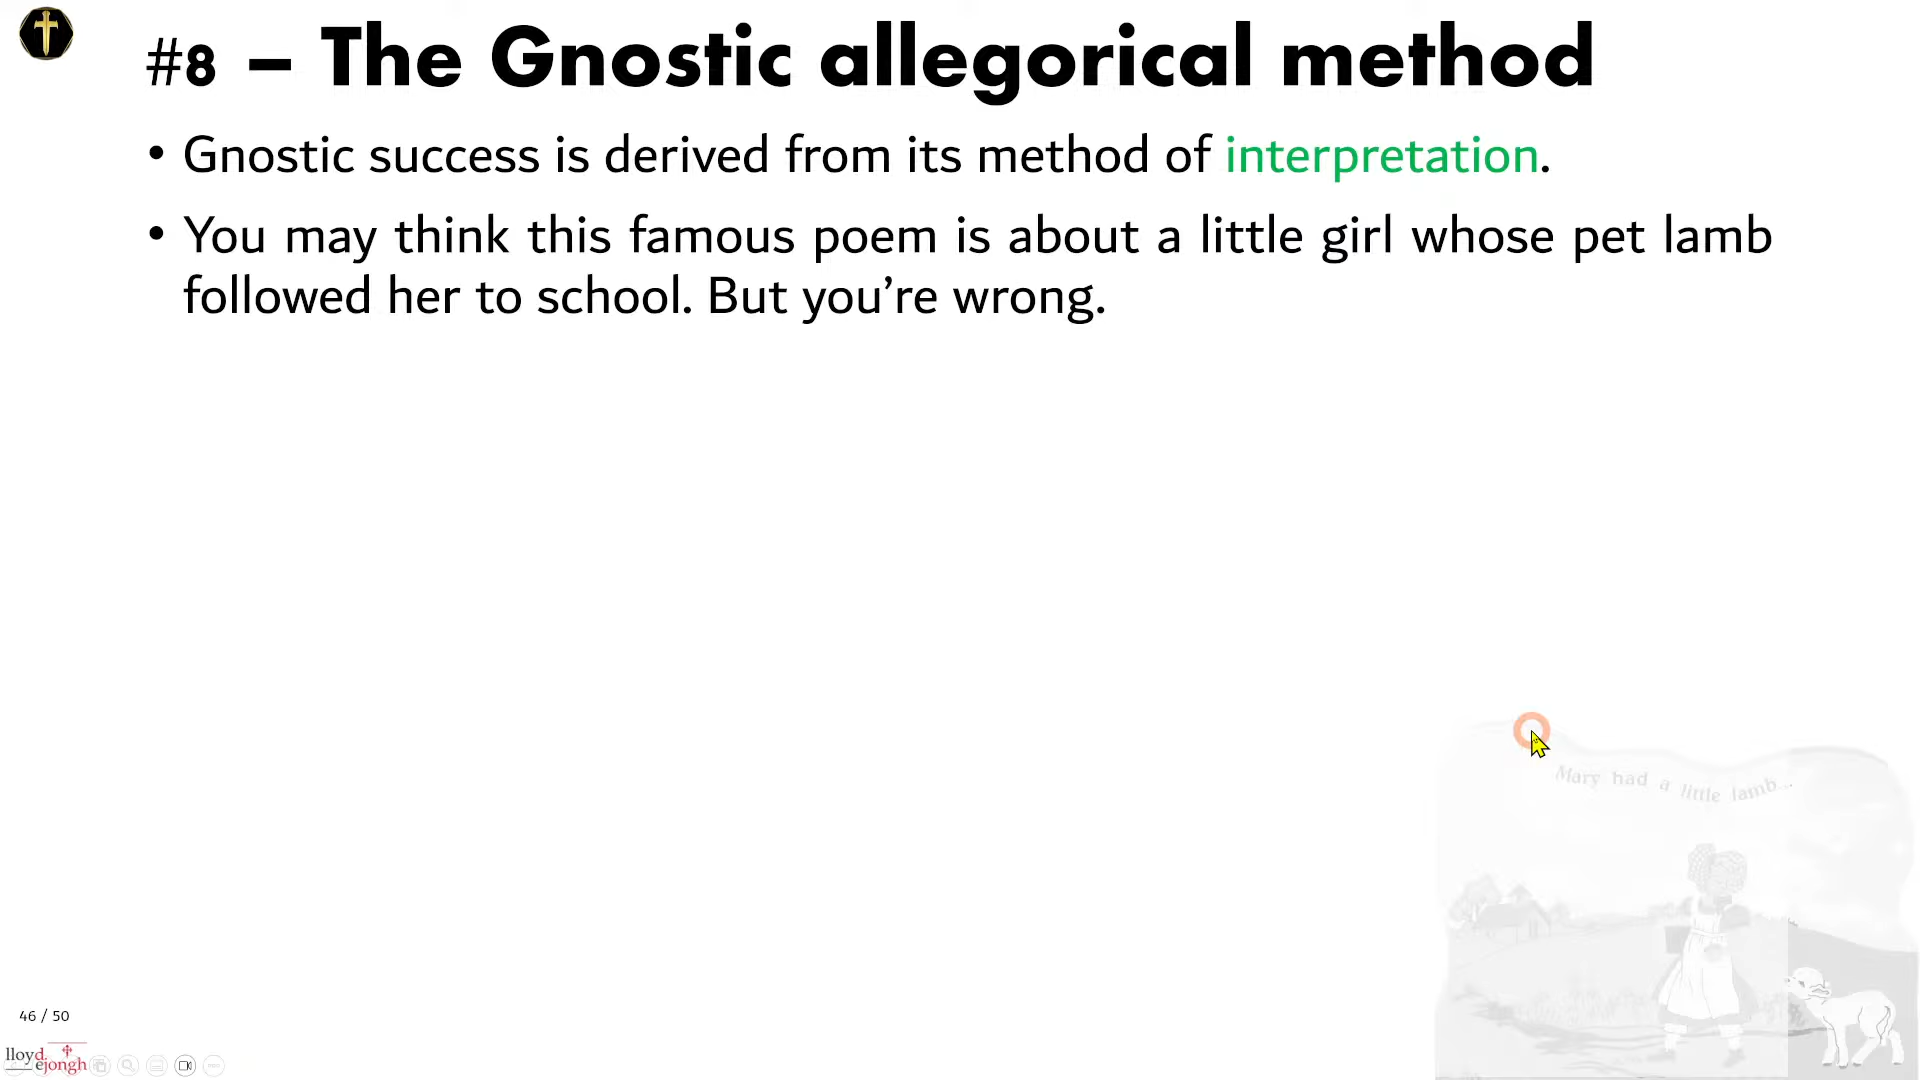 #8 – The Gnostic allegorical method
• Gnostic success is derived from its method of interpretation.
• You may think this famous poem is about a little girl whose pet lamb
followed her to school. But you’re wrong.
Mary had a little lamb...
46 / 50
lloyd
ejongh